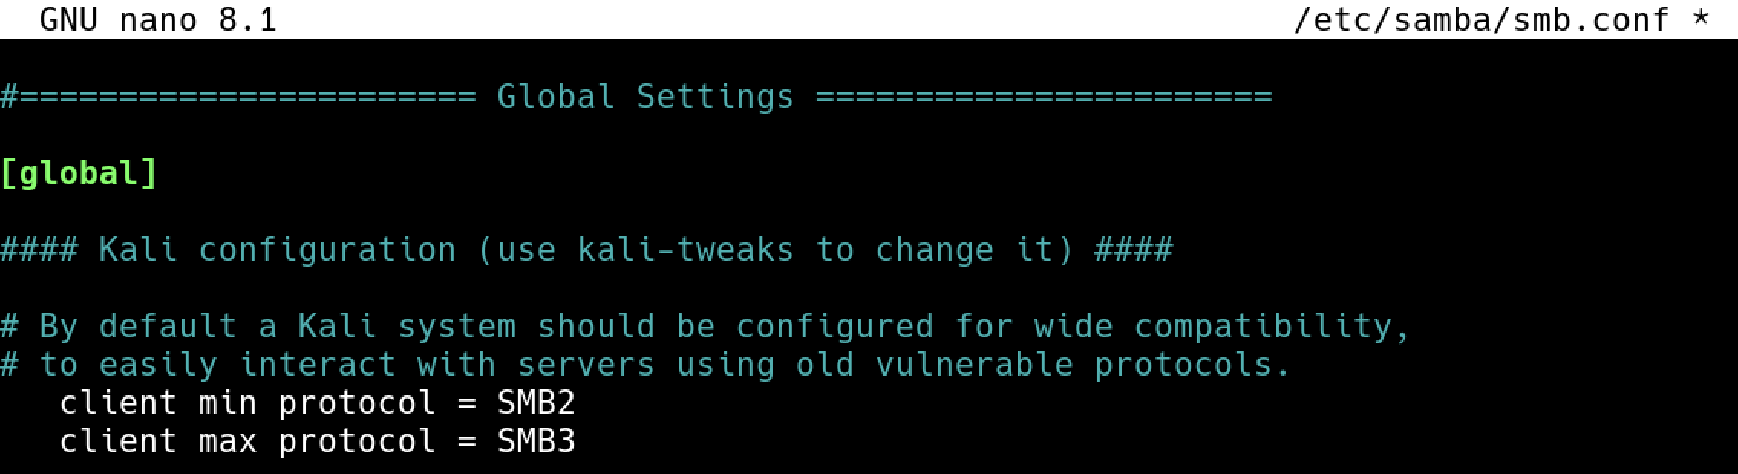 GNU nano 8.1 /etc/samba/smb.conf *
#======================= Global Settings =======================
[global]
#### Kali configuration (use kali-tweaks to change it) ####
# By default a Kali system should be configured for wide compatibility,
# to easily interact with servers using old vulnerable protocols.
client min protocol = SMB2
client max protocol = SMB3